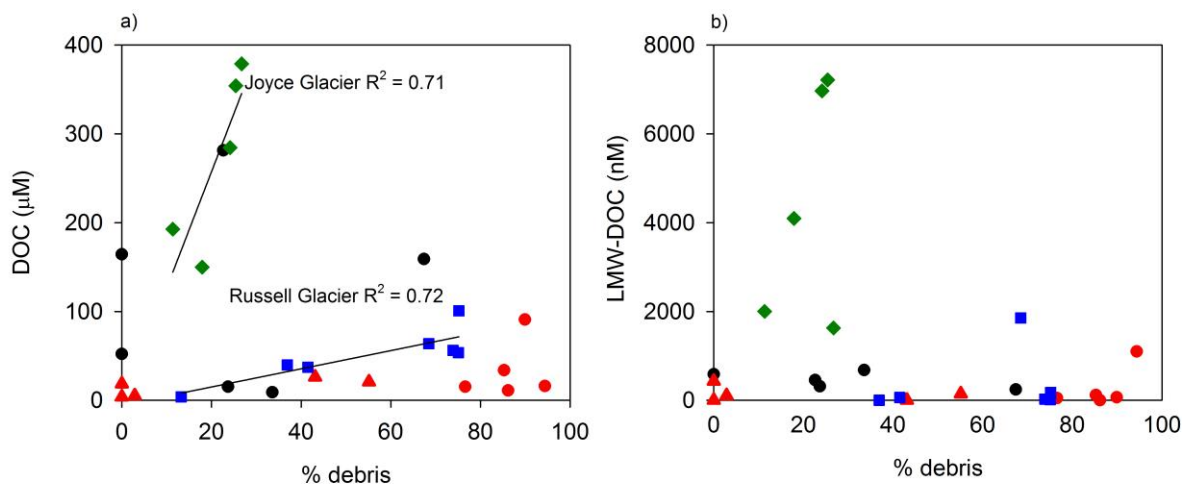 a)
400
300
200
100
0
DOC (μM)
Joyce Glacier R² = 0.71
Russell Glacier R² = 0.72
0 20 40 60 80 100
% debris
b)
8000
6000
4000
2000
0
LMW-DOC (nM)
0 20 40 60 80 100
% debris